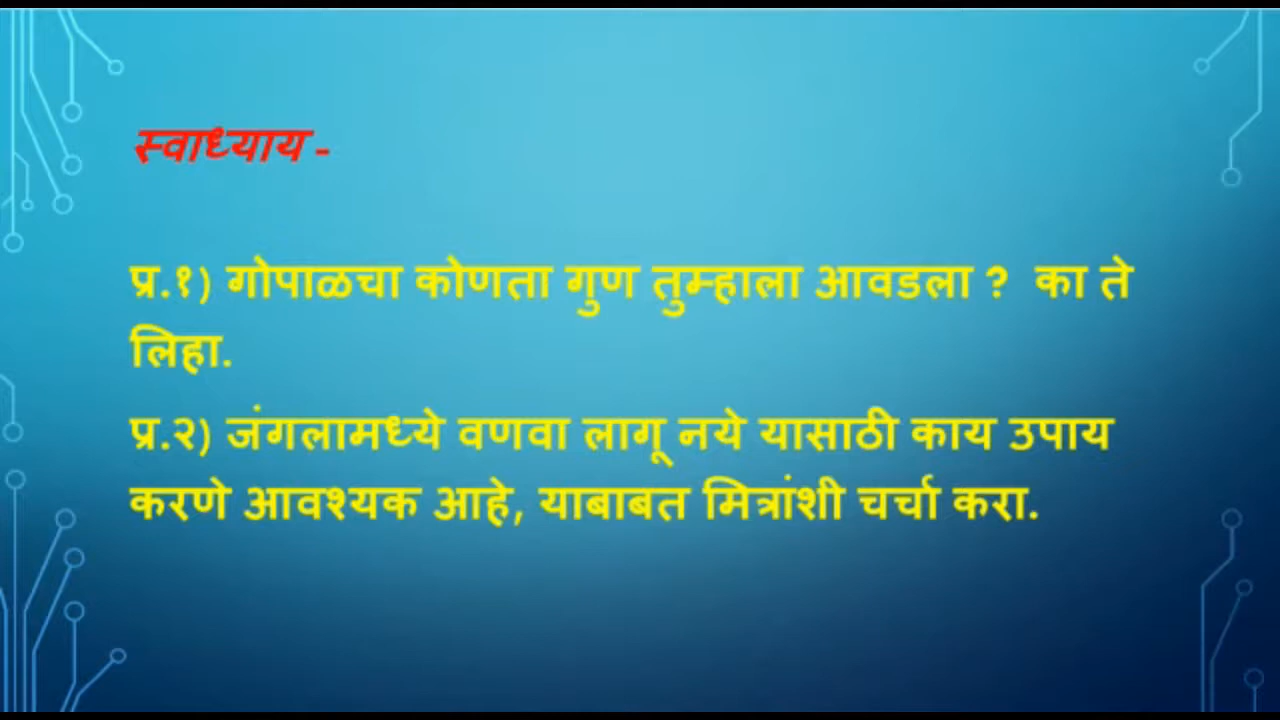 स्वाध्याय -
प्र.१) गोपाळचा कोणता गुण तुम्हाला आवडला ? का ते
लिहा.
प्र.२) जंगलामध्ये वणवा लागू नये यासाठी काय उपाय
करणे आवश्यक आहे, याबाबत मित्रांशी चर्चा करा.